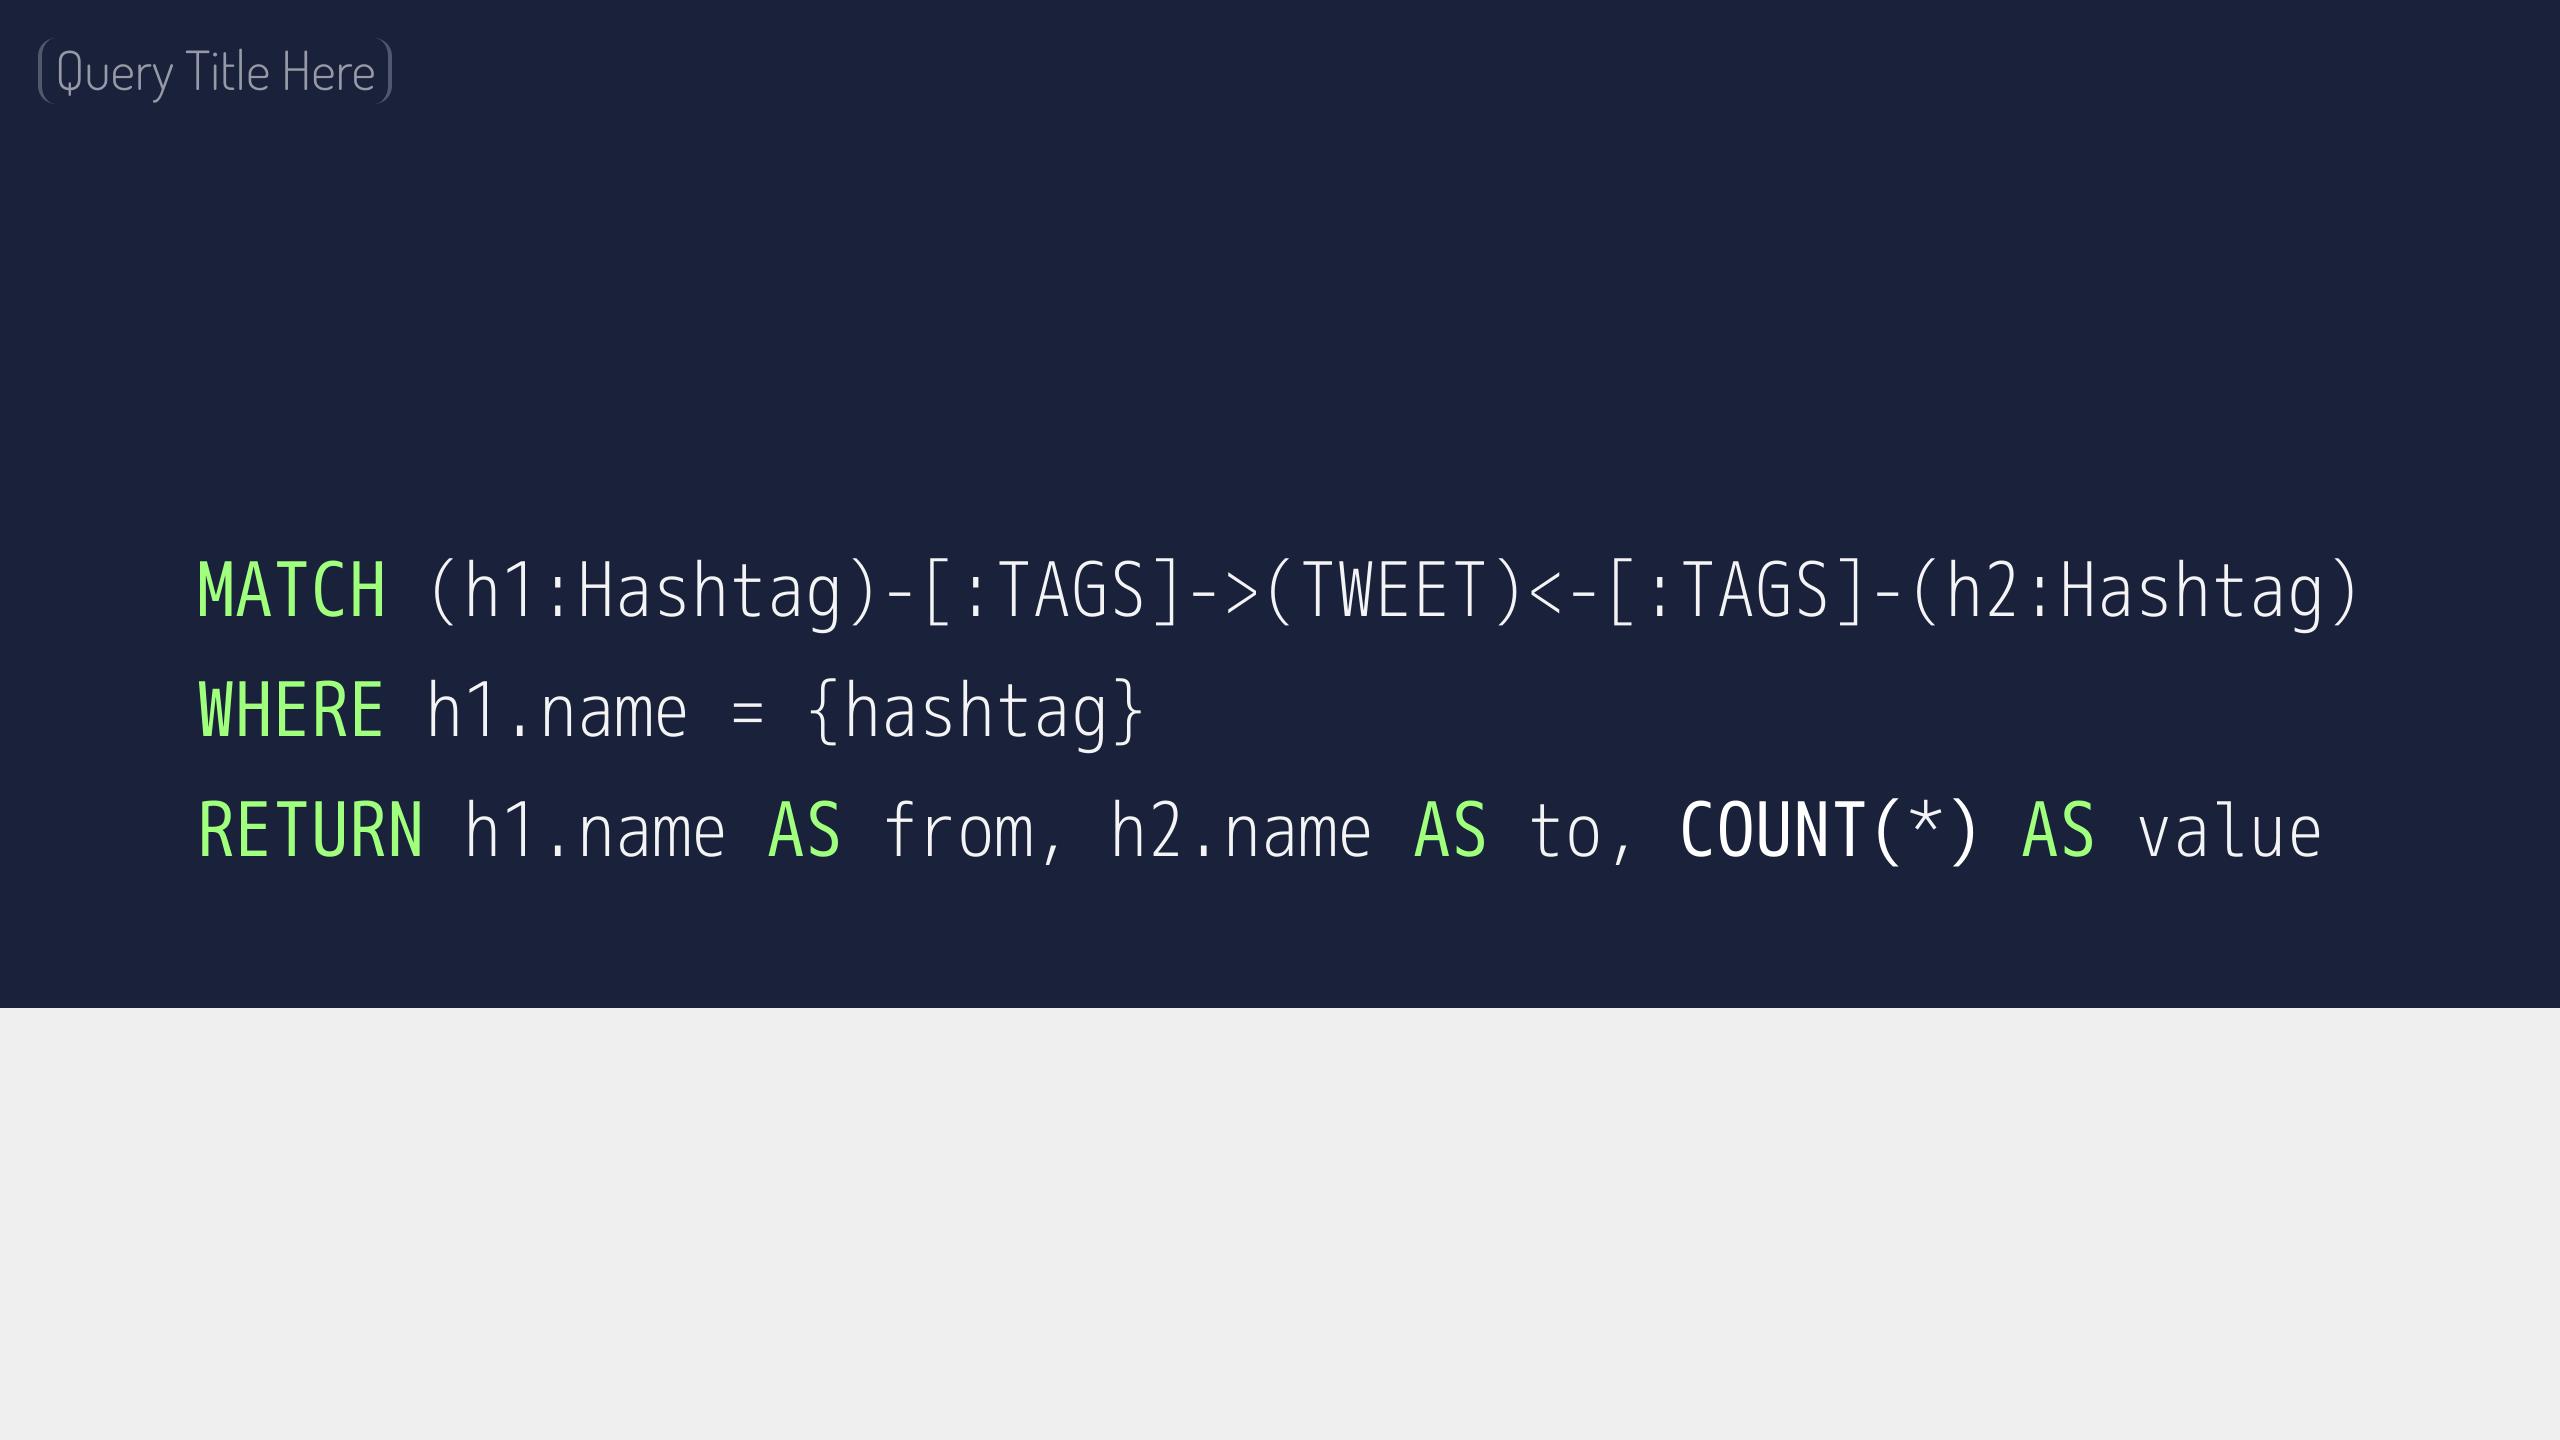 (Query Title Here)
MATCH (h1:Hashtag)-[:TAGS]->(TWEET)<-[:TAGS]-(h2:Hashtag)
WHERE h1.name = {hashtag}
RETURN h1.name AS from, h2.name AS to, COUNT(*) AS value